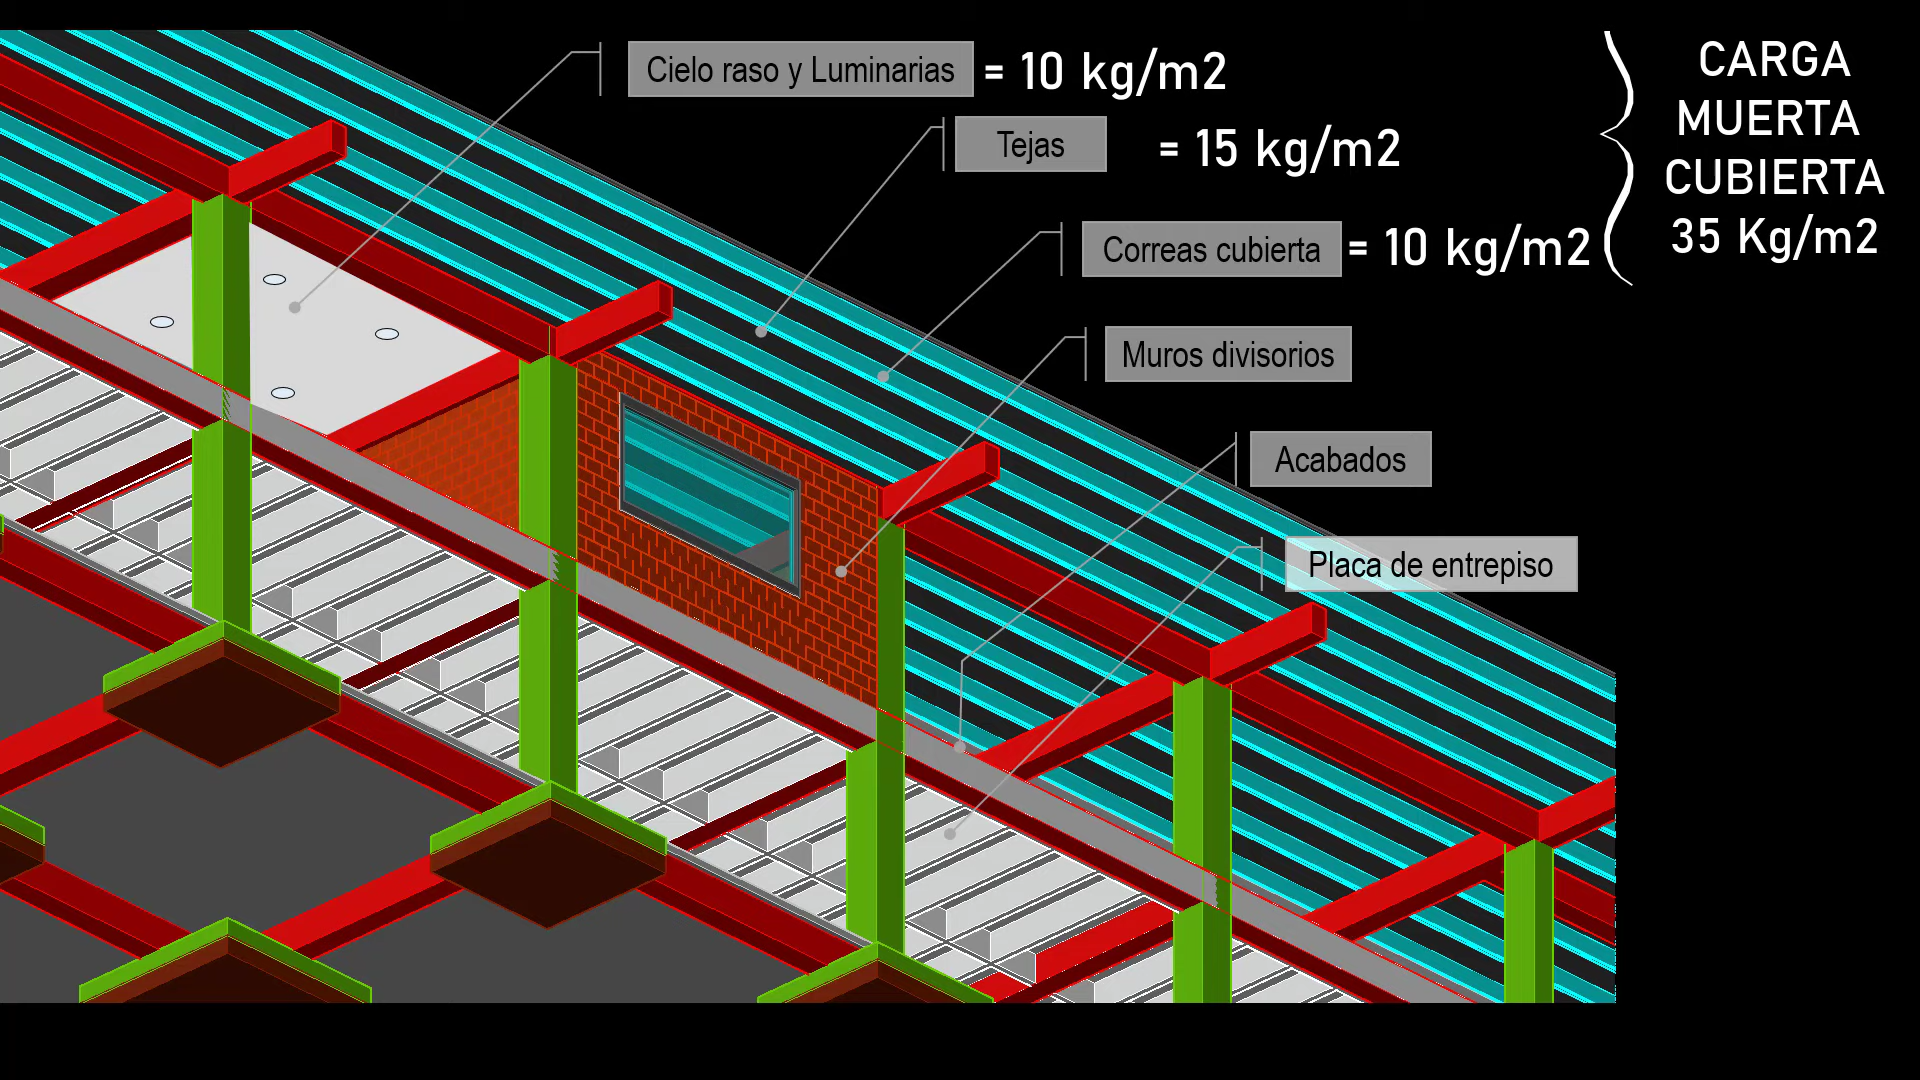 Cielo raso y Luminarias = 10 kg/m2
Tejas = 15 kg/m2
Correas cubierta = 10 kg/m2
CARGA
MUERTA
CUBIERTA
35 Kg/m2
Muros divisorios
Acabados
Placa de entrepiso